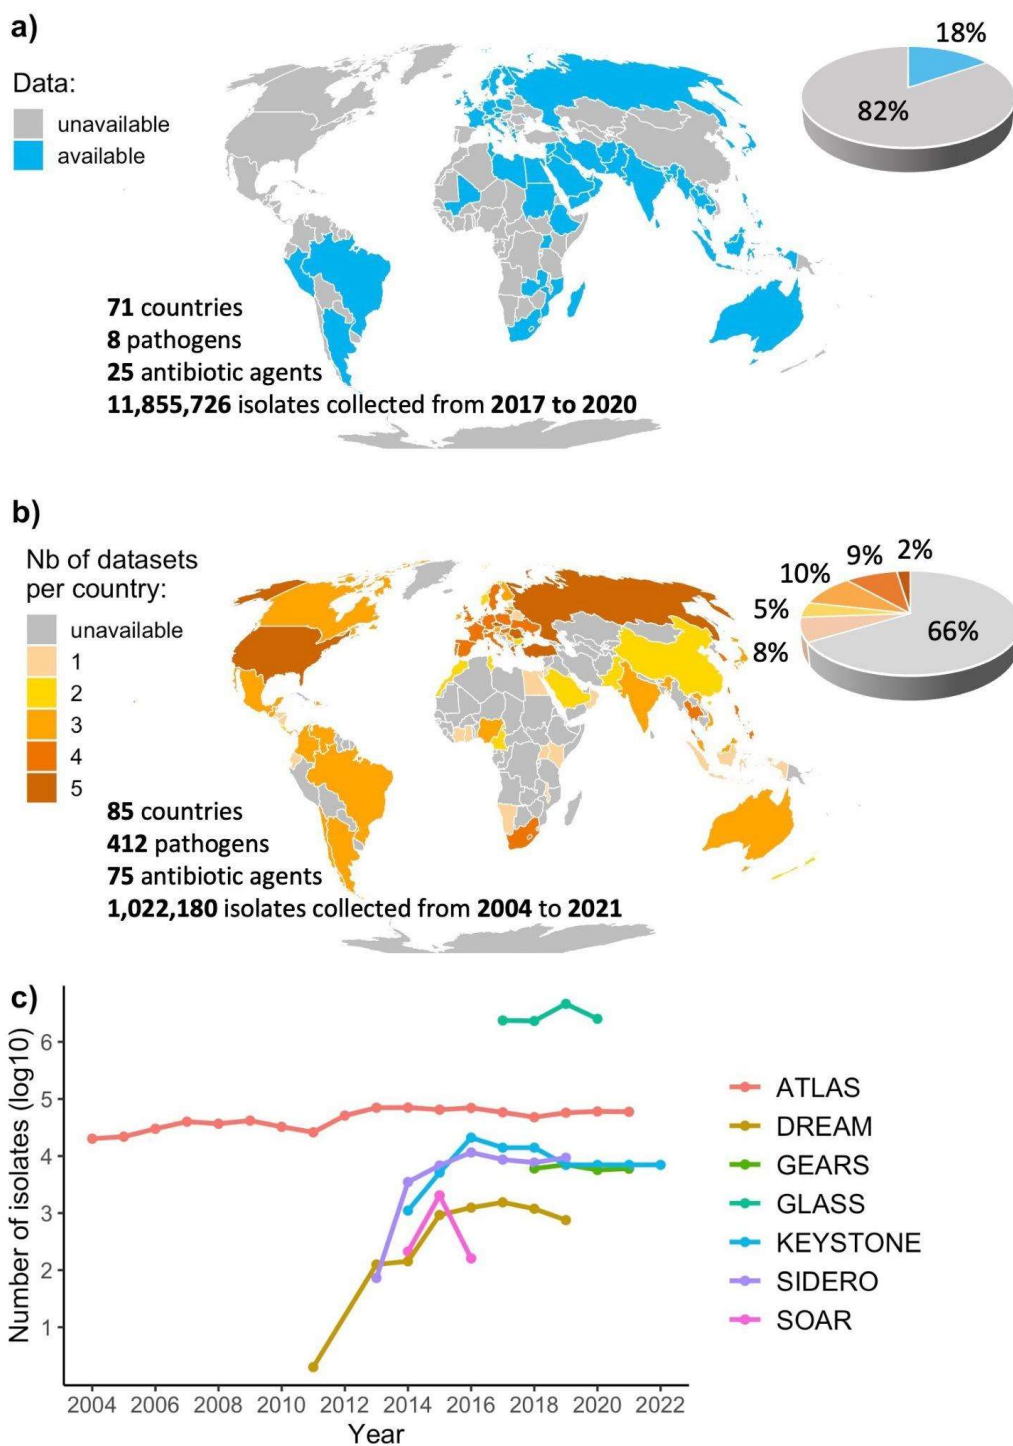 a)
Data:
unavailable
available
18%
82%
71 countries
8 pathogens
25 antibiotic agents
11,855,726 isolates collected from 2017 to 2020
b)
Nb of datasets
per country:
unavailable
1
2
3
4
5
2%
9%
10%
5%
8%
66%
85 countries
412 pathogens
75 antibiotic agents
1,022,180 isolates collected from 2004 to 2021
c)
Number of isolates (log10)
6
5
4
3
2
1
2004 2006 2008 2010 2012 2014 2016 2018 2020 2022
Year
ATLAS
DREAM
GEARS
GLASS
KEYSTONE
SIDERO
SOAR